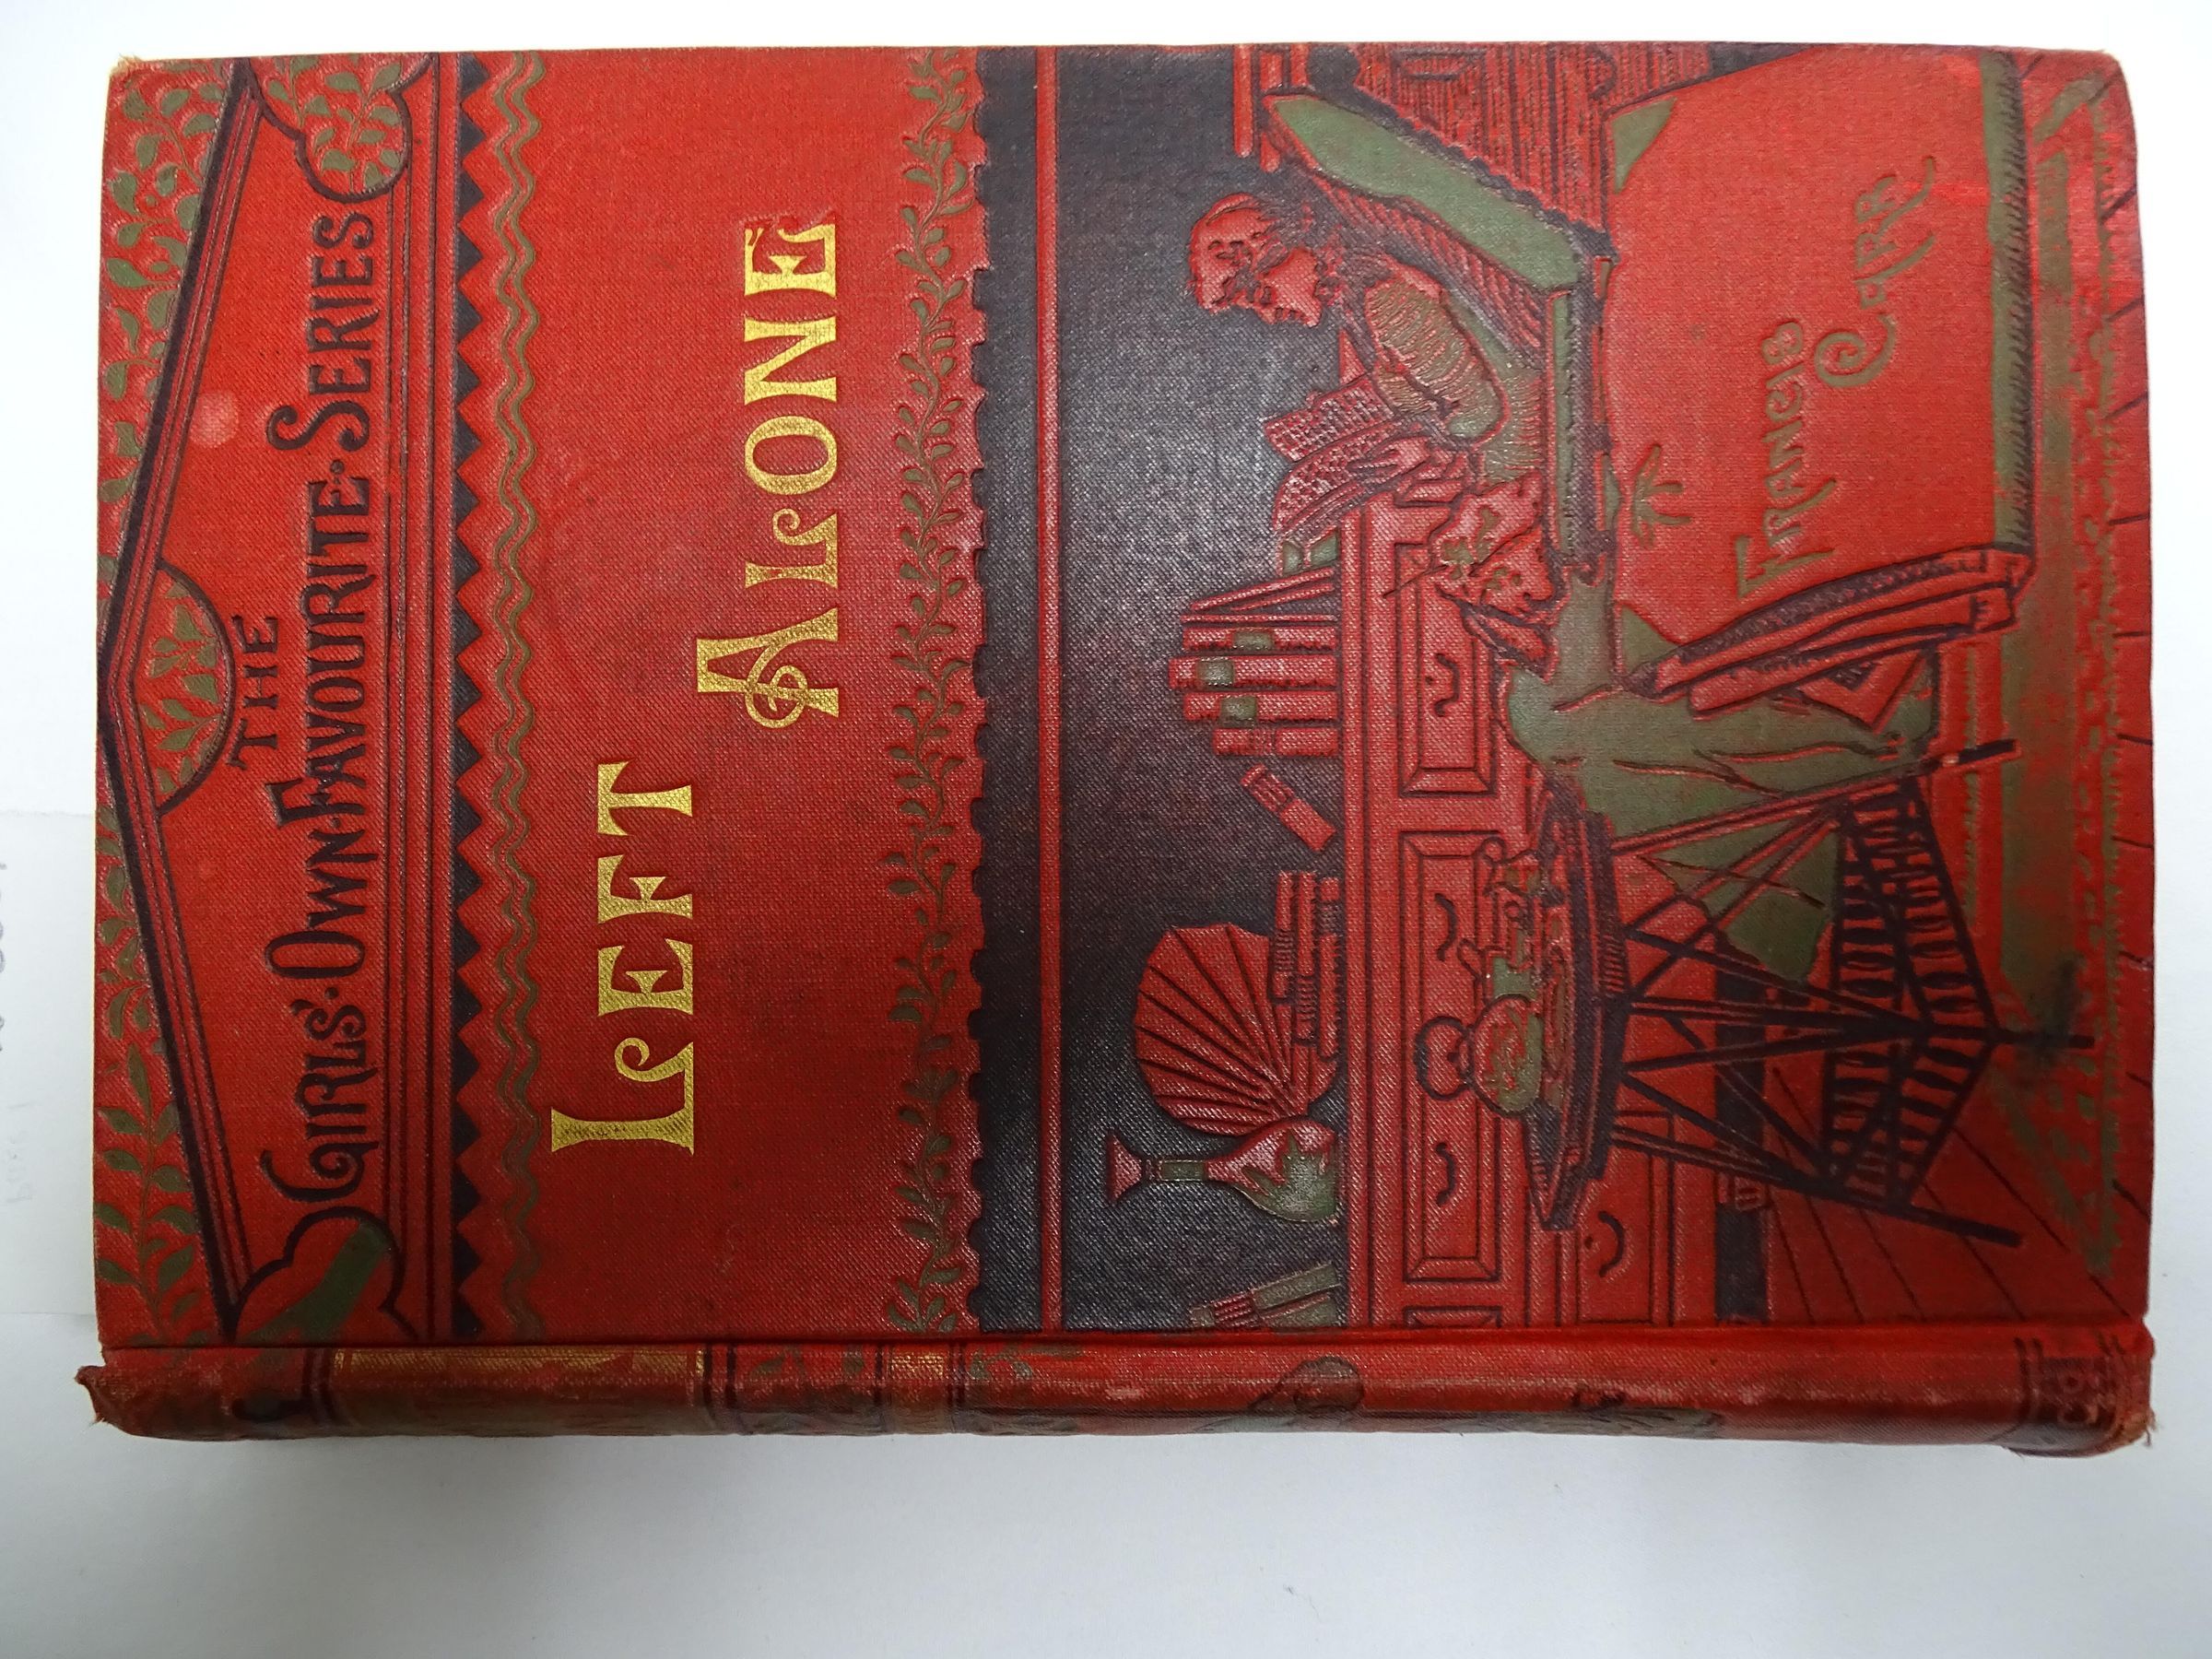 THE
GIRLS' · OWN · FAVOURITE · SERIES
LEFT
ALONE
FRANCIS
CARR